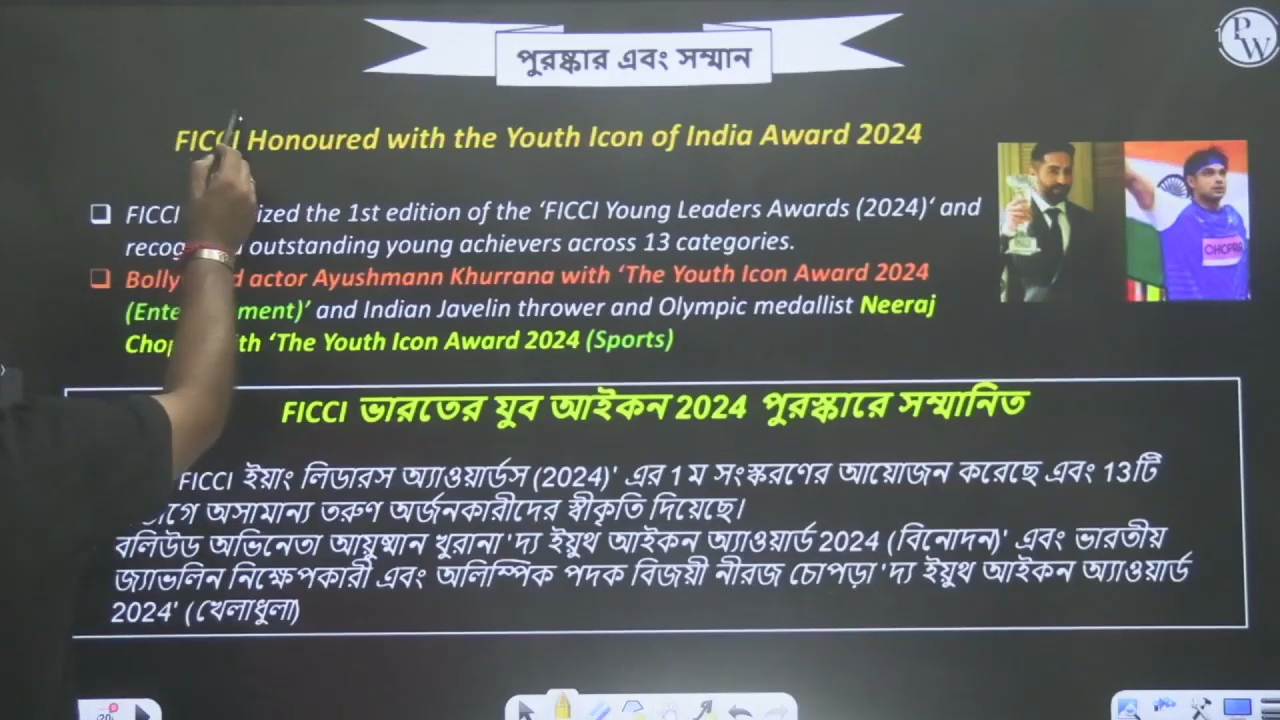 পুরষ্কার এবং সম্মান
PW
FICCI Honoured with the Youth Icon of India Award 2024
❑ FICCI ized the 1st edition of the ‘FICCI Young Leaders Awards (2024)‘ and
recog outstanding young achievers across 13 categories.
❑ Bolly d actor Ayushmann Khurrana with ‘The Youth Icon Award 2024
(Ente ment)’ and Indian Javelin thrower and Olympic medallist Neeraj
Chop th ‘The Youth Icon Award 2024 (Sports)
CHOPRA
FICCI ভারতের যুব আইকন 2024 পুরস্কারে সম্মানিত
FICCI ইয়াং লিডারস অ্যাওয়ার্ডস (2024)' এর 1ম সংস্করণের আয়োজন করেছে এবং 13টি
অসামান্য তরুণ অর্জনকারীদের স্বীকৃতি দিয়েছে।
বলিউড অভিনেতা আয়ুষ্মান খুরানা 'দ্য ইয়ুথ আইকন অ্যাওয়ার্ড 2024 (বিনোদন)' এবং ভারতীয়
জ্যাভলিন নিক্ষেপকারী এবং অলিম্পিক পদক বিজয়ী নীরজ চোপড়া 'দ্য ইয়ুথ আইকন অ্যাওয়ার্ড
2024' (খেলাধুলা)